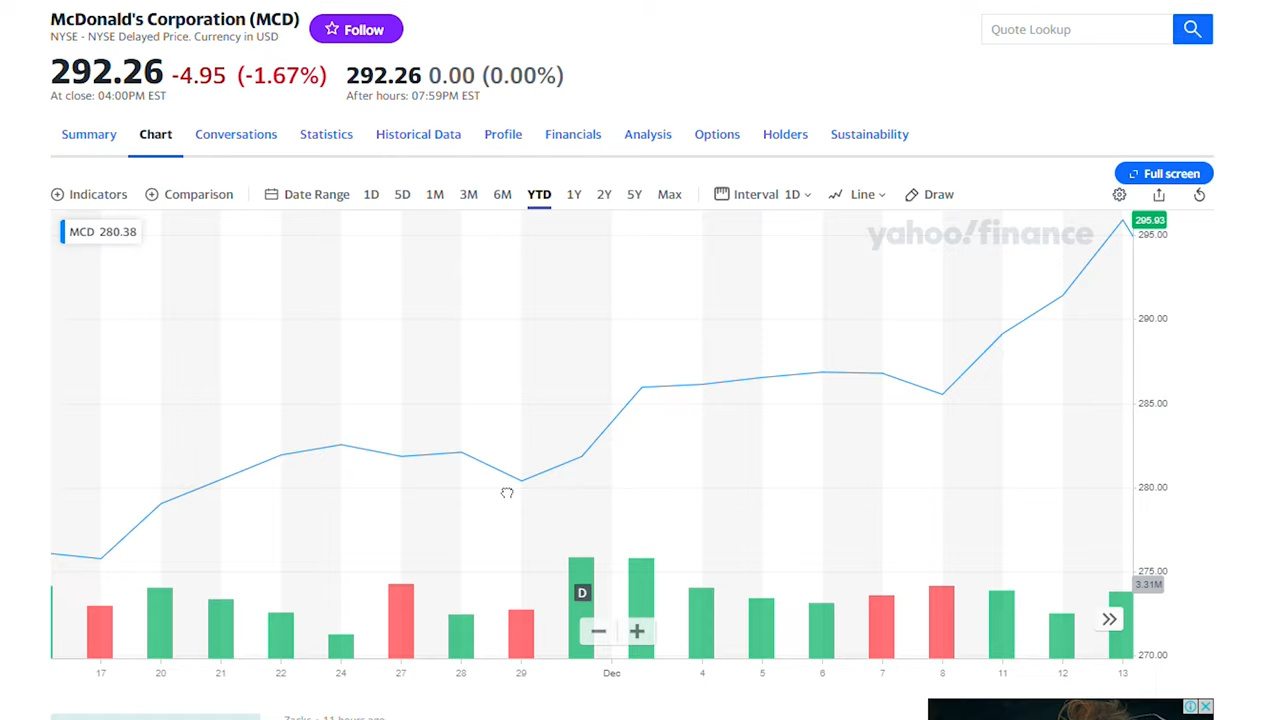 McDonald's Corporation (MCD)
Follow
Quote Lookup
NYSE - NYSE Delayed Price. Currency in USD
292.26 -4.95 (-1.67%)
292.26 0.00 (0.00%)
At close: 04:00PM EST
After hours: 07:59PM EST
Summary Chart Conversations Statistics Historical Data Profile Financials Analysis Options Holders Sustainability
Full screen
Indicators Comparison Date Range 1D 5D 1M 3M 6M YTD 1Y 2Y 5Y Max Interval 1D Line Draw
MCD 280.38
yahoo!finance
295.93
295.00
290.00
285.00
280.00
275.00
3.31M
D
270.00
17 20 21 22 24 27 28 29 Dec 4 5 6 7 8 11 12 13
Zacks • 11 hours ago